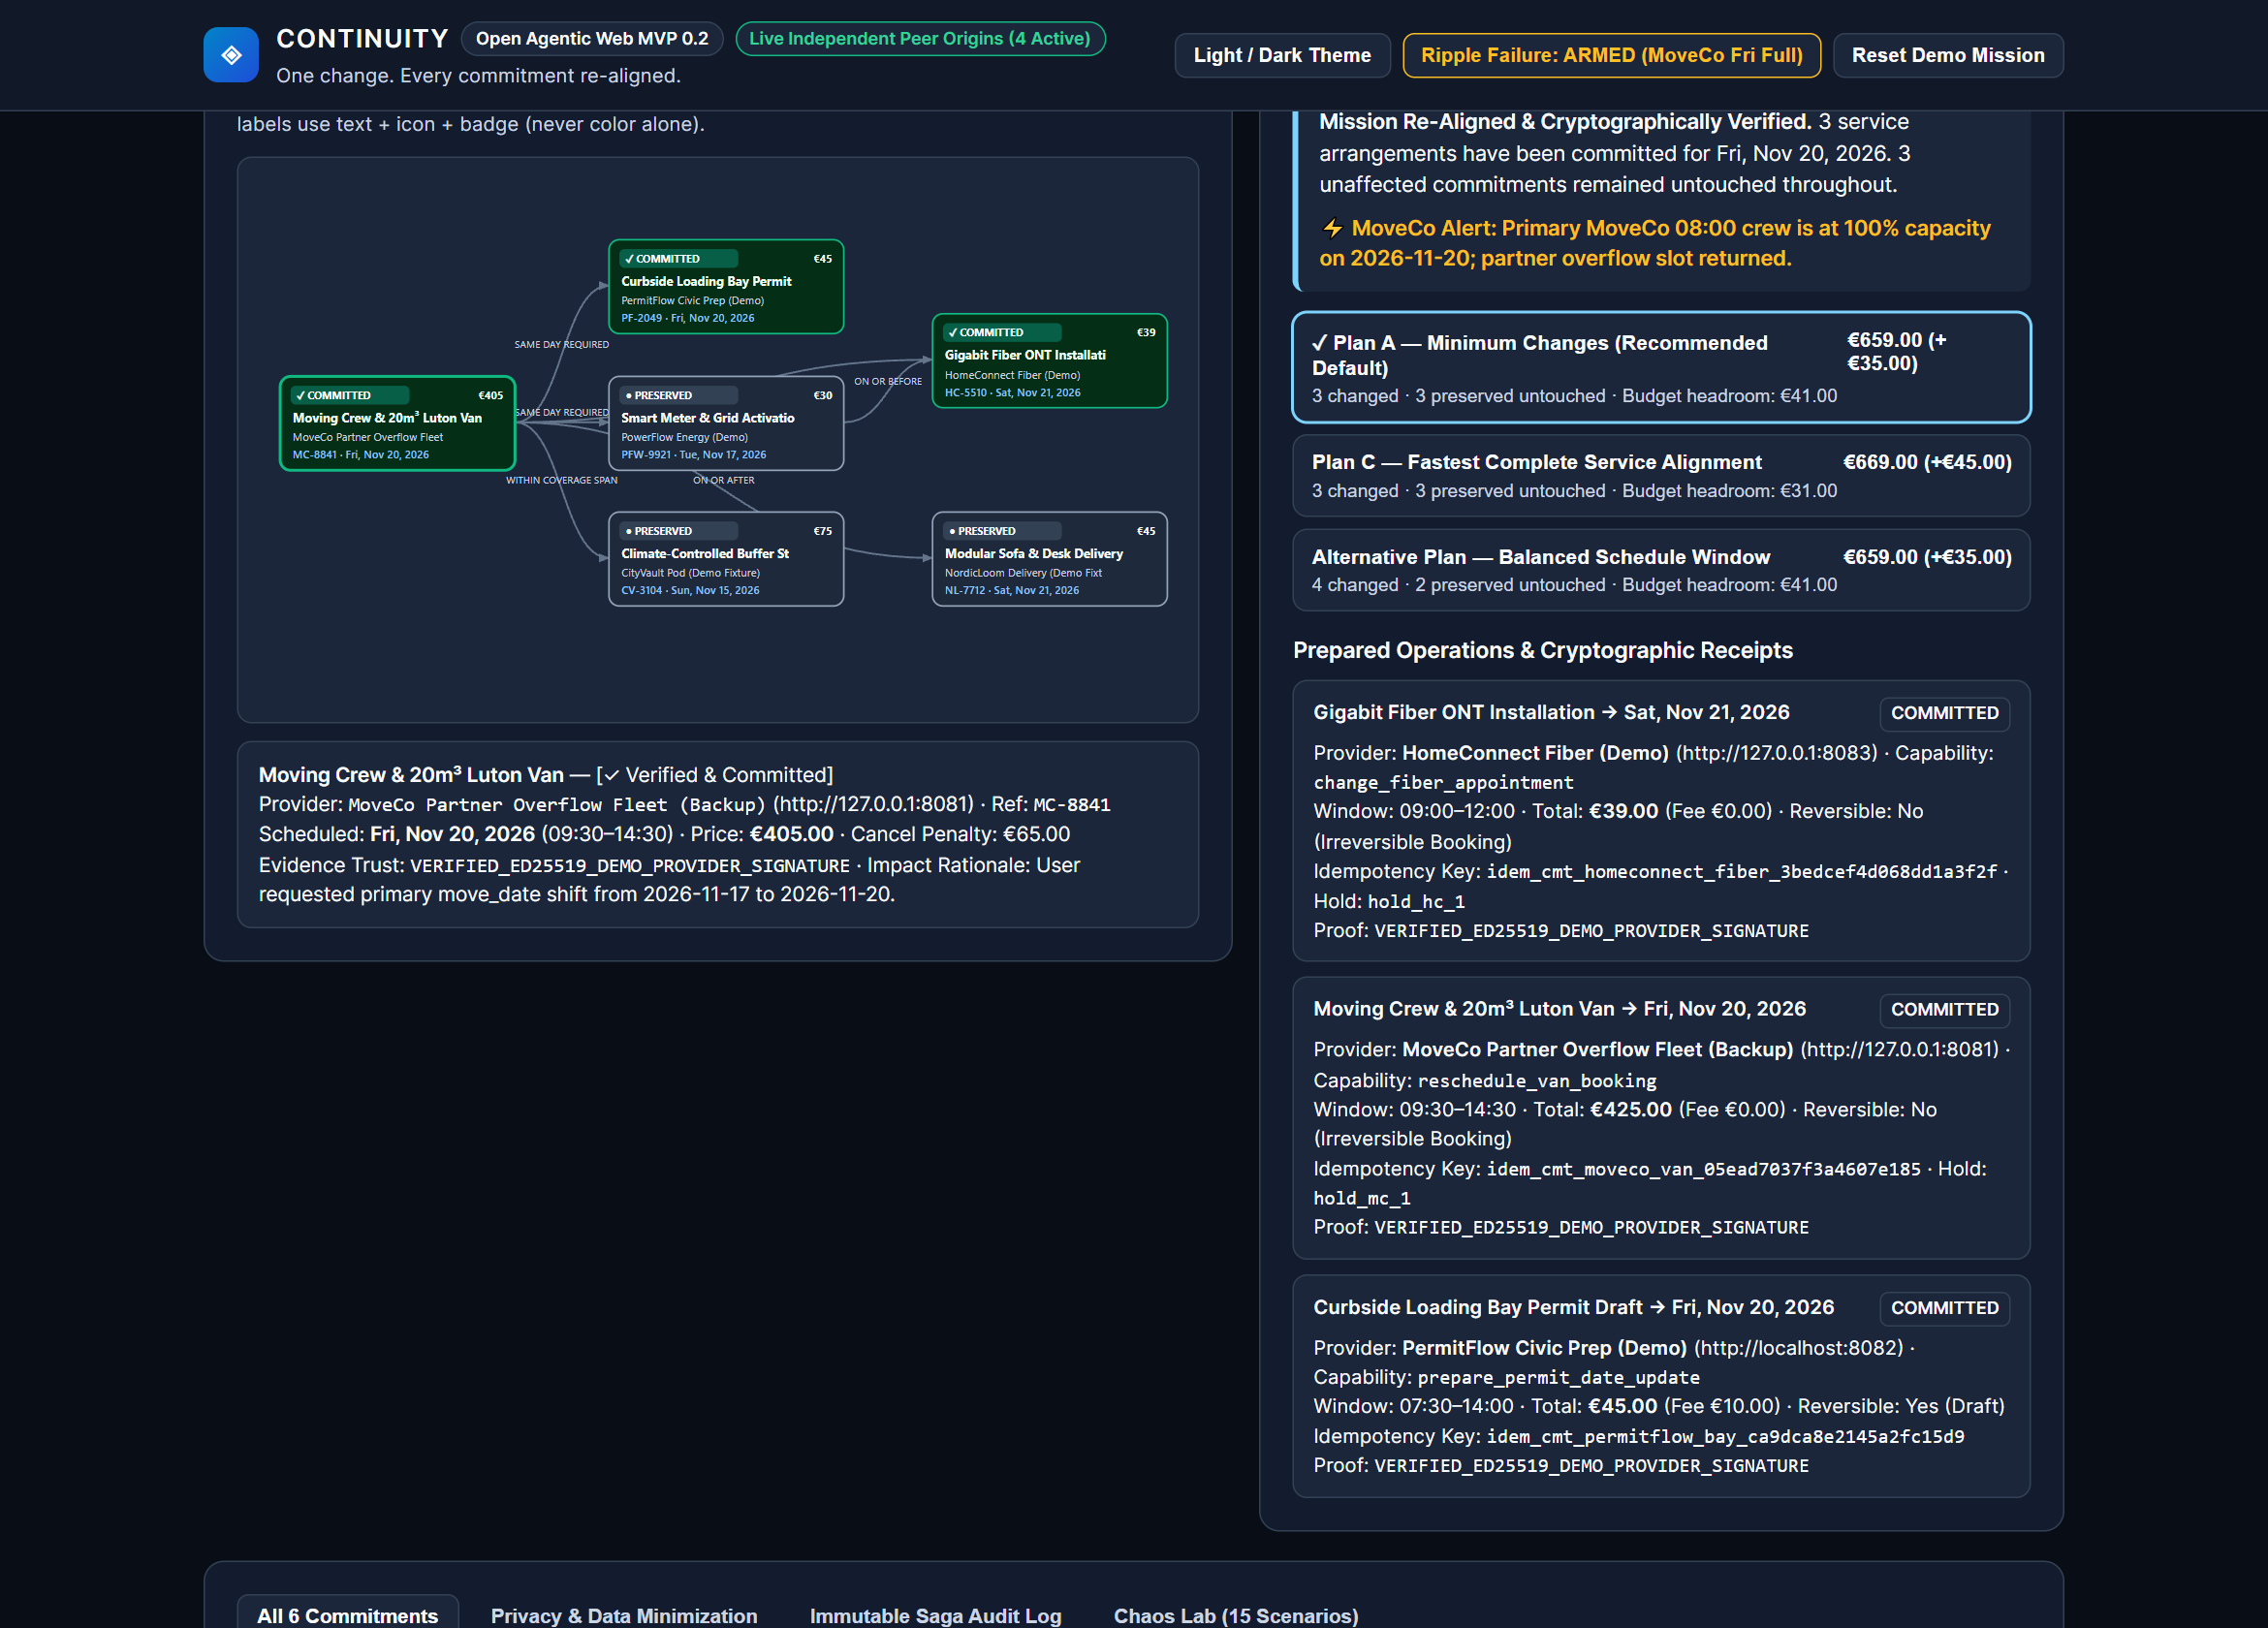 CONTINUITY
Open Agentic Web MVP 0.2
Live Independent Peer Origins (4 Active)
One change. Every commitment re-aligned.
Light / Dark Theme
Ripple Failure: ARMED (MoveCo Fri Full)
Reset Demo Mission
labels use text + icon + badge (never color alone).
✓ COMMITTED €45
Curbside Loading Bay Permit
PermitFlow Civic Prep (Demo)
PF-2049 · Fri, Nov 20, 2026
SAME DAY REQUIRED
✓ COMMITTED €39
Gigabit Fiber ONT Installati
HomeConnect Fiber (Demo)
HC-5510 · Sat, Nov 21, 2026
ON OR BEFORE
✓ COMMITTED €405
Moving Crew & 20m³ Luton Van
MoveCo Partner Overflow Fleet
MC-8841 · Fri, Nov 20, 2026
SAME DAY REQUIRED
● PRESERVED €30
Smart Meter & Grid Activatio
PowerFlow Energy (Demo)
PFW-9921 · Tue, Nov 17, 2026
WITHIN COVERAGE SPAN
ON OR AFTER
● PRESERVED €75
Climate-Controlled Buffer St
CityVault Pod (Demo Fixture)
CV-3104 · Sun, Nov 15, 2026
● PRESERVED €45
Modular Sofa & Desk Delivery
NordicLoom Delivery (Demo Fixt
NL-7712 · Sat, Nov 21, 2026
Moving Crew & 20m³ Luton Van — [✓ Verified & Committed]
Provider: MoveCo Partner Overflow Fleet (Backup) (http://127.0.0.1:8081) · Ref: MC-8841
Scheduled: Fri, Nov 20, 2026 (09:30–14:30) · Price: €405.00 · Cancel Penalty: €65.00
Evidence Trust: VERIFIED_ED25519_DEMO_PROVIDER_SIGNATURE · Impact Rationale: User
requested primary move_date shift from 2026-11-17 to 2026-11-20.
Mission Re-Aligned & Cryptographically Verified. 3 service
arrangements have been committed for Fri, Nov 20, 2026. 3
unaffected commitments remained untouched throughout.
⚡ MoveCo Alert: Primary MoveCo 08:00 crew is at 100% capacity
on 2026-11-20; partner overflow slot returned.
✓ Plan A — Minimum Changes (Recommended
Default)
€659.00 (+
€35.00)
3 changed · 3 preserved untouched · Budget headroom: €41.00
Plan C — Fastest Complete Service Alignment €669.00 (+€45.00)
3 changed · 3 preserved untouched · Budget headroom: €31.00
Alternative Plan — Balanced Schedule Window €659.00 (+€35.00)
4 changed · 2 preserved untouched · Budget headroom: €41.00
Prepared Operations & Cryptographic Receipts
Gigabit Fiber ONT Installation → Sat, Nov 21, 2026 COMMITTED
Provider: HomeConnect Fiber (Demo) (http://127.0.0.1:8083) · Capability:
change_fiber_appointment
Window: 09:00–12:00 · Total: €39.00 (Fee €0.00) · Reversible: No
(Irreversible Booking)
Idempotency Key: idem_cmt_homeconnect_fiber_3bedcef4d068dd1a3f2f ·
Hold: hold_hc_1
Proof: VERIFIED_ED25519_DEMO_PROVIDER_SIGNATURE
Moving Crew & 20m³ Luton Van → Fri, Nov 20, 2026 COMMITTED
Provider: MoveCo Partner Overflow Fleet (Backup) (http://127.0.0.1:8081) ·
Capability: reschedule_van_booking
Window: 09:30–14:30 · Total: €425.00 (Fee €0.00) · Reversible: No
(Irreversible Booking)
Idempotency Key: idem_cmt_moveco_van_05ead7037f3a4607e185 · Hold:
hold_mc_1
Proof: VERIFIED_ED25519_DEMO_PROVIDER_SIGNATURE
Curbside Loading Bay Permit Draft → Fri, Nov 20, 2026 COMMITTED
Provider: PermitFlow Civic Prep (Demo) (http://localhost:8082) ·
Capability: prepare_permit_date_update
Window: 07:30–14:00 · Total: €45.00 (Fee €10.00) · Reversible: Yes (Draft)
Idempotency Key: idem_cmt_permitflow_bay_ca9dca8e2145a2fc15d9
Proof: VERIFIED_ED25519_DEMO_PROVIDER_SIGNATURE
All 6 Commitments
Privacy & Data Minimization
Immutable Saga Audit Log
Chaos Lab (15 Scenarios)